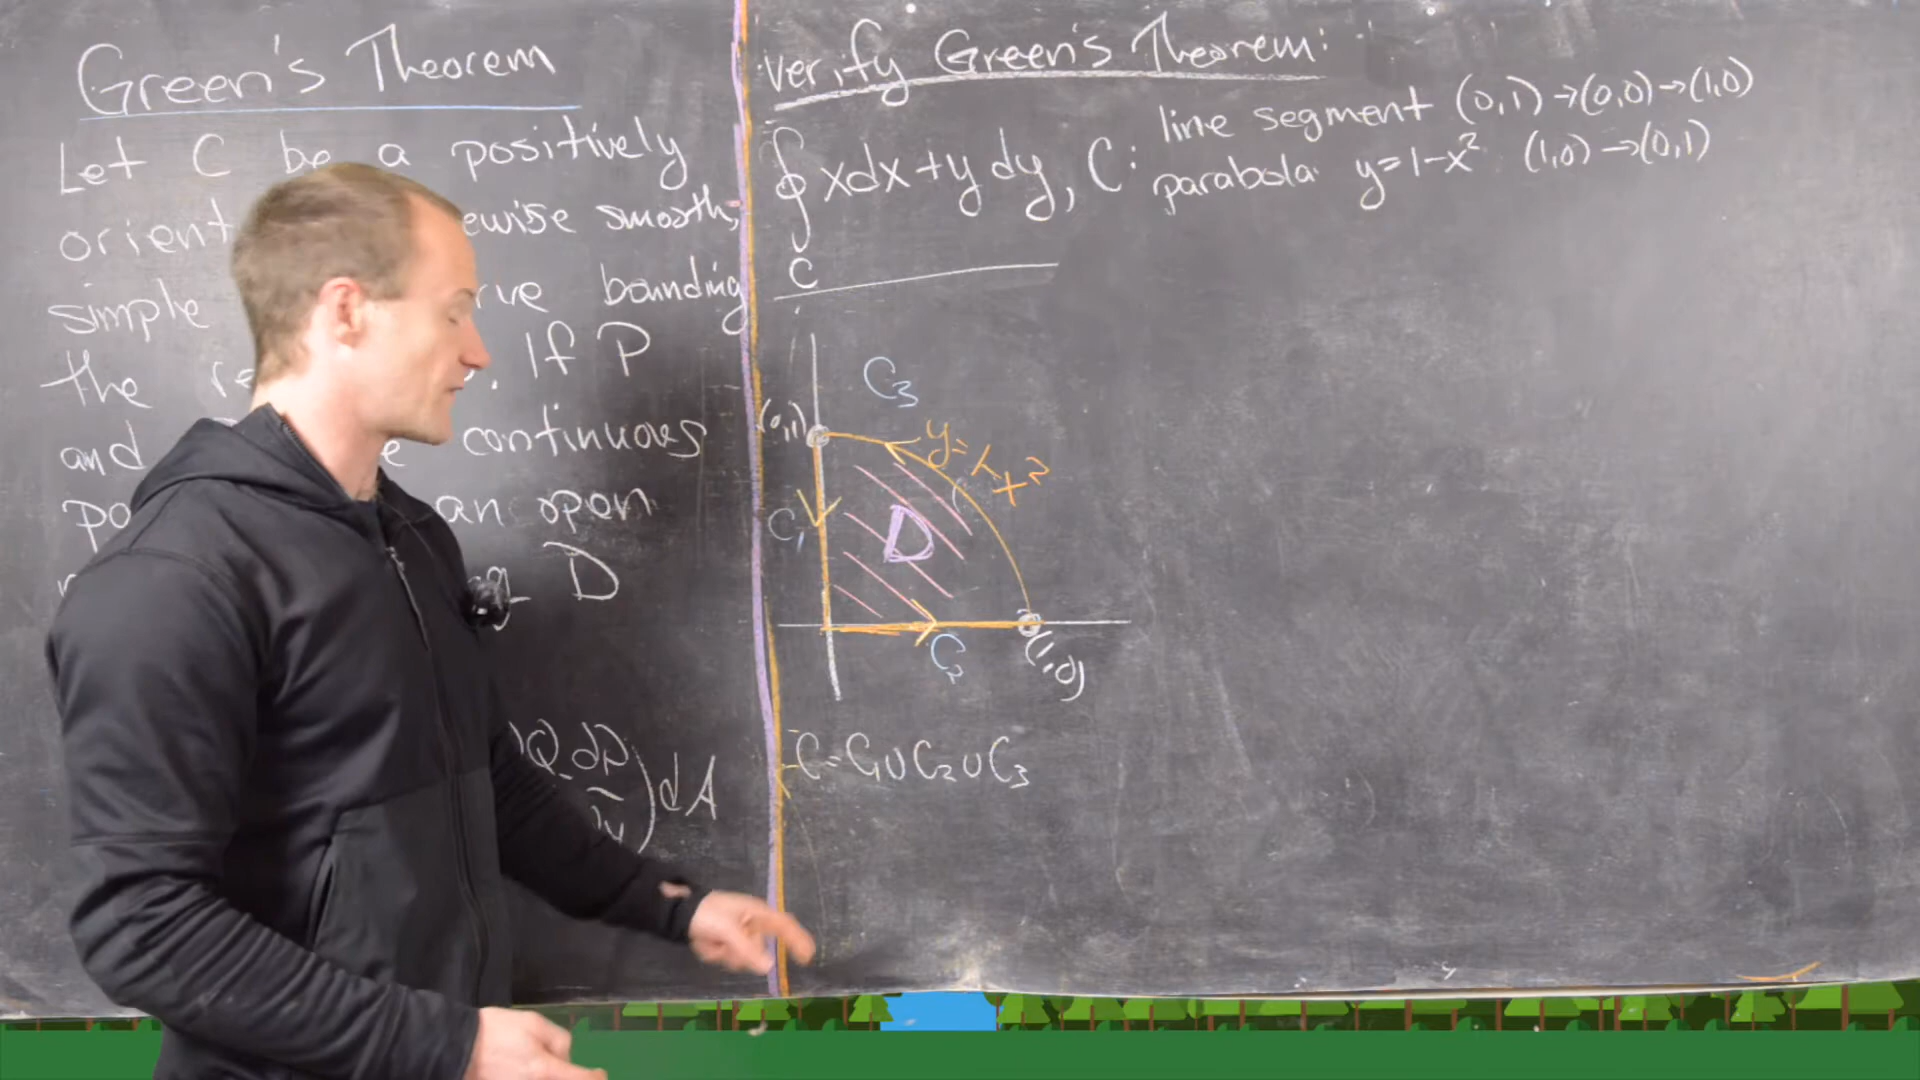 Green's Theorem
Let C be a positively
orient ewise smooth,
simple rve bounding
the re . If P
and e continuous
po an open
g D
∂Q - ∂P
∂y ) dA
verify Green's Theorem:
∮ xdx+ydy, C: line segment (0,1)→(0,0)→(1,0)
C
parabola: y=1-x² (1,0)→(0,1)
C₃
(0,1)
y=1-x²
C₁
D
C₂
(1,0)
C=C₁∪C₂∪C₃